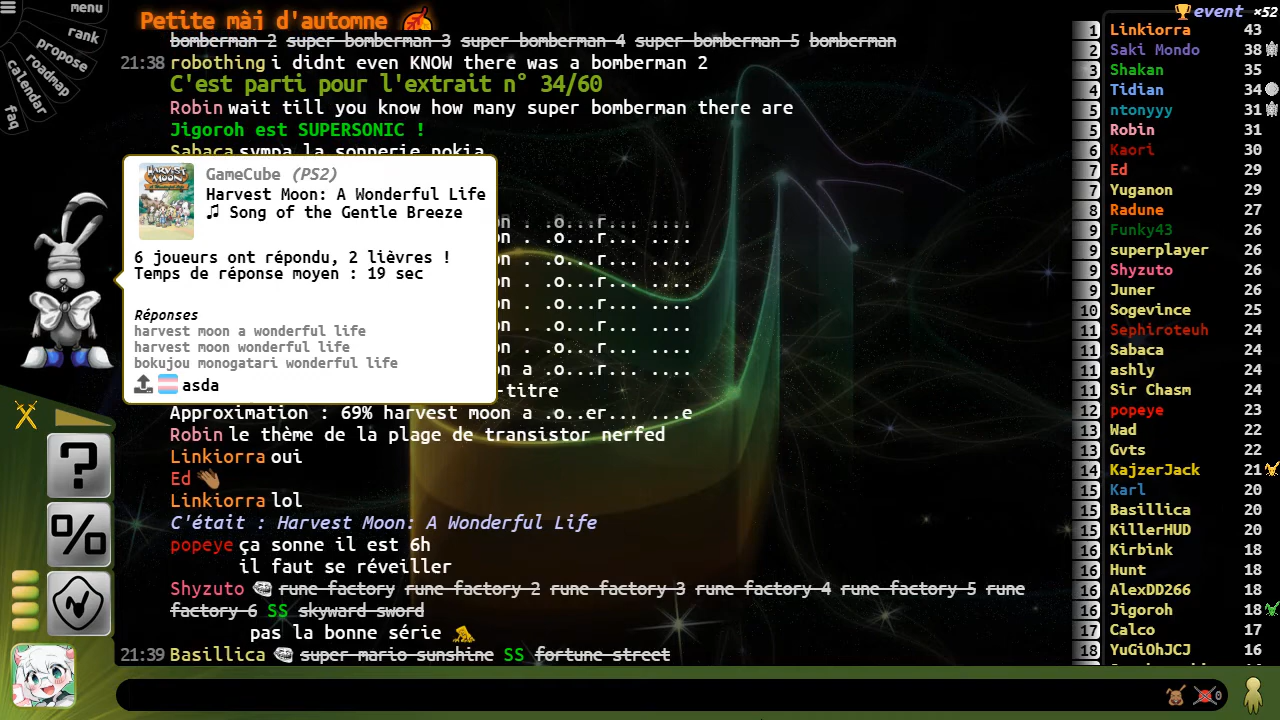 menu
rank
propose
roadmap
calendar
faq
Petite màj d'automne
bomberman 2 super bomberman 3 super bomberman 4 super bomberman 5 bomberman
21:38 robothing i didnt even KNOW there was a bomberman 2
C'est parti pour l'extrait n° 34/60
Robin wait till you know how many super bomberman there are
Jigoroh est SUPERSONIC !
Sabaca sympa la sonnerie nokia
GameCube (PS2)
Harvest Moon: A Wonderful Life
♫ Song of the Gentle Breeze
6 joueurs ont répondu, 2 lièvres !
Temps de réponse moyen : 19 sec
Réponses
harvest moon a wonderful life
harvest moon wonderful life
bokujou monogatari wonderful life
asda
n . .o...r... ....
n . .o...r... ....
n . .o...r... ....
n . .o...r... ....
n . .o...r... ....
n . .o...r... ....
n . .o...r... ....
n a .o...r... ....
-titre
Approximation : 69% harvest moon a .o..er... ...e
Robin le thème de la plage de transistor nerfed
Linkiorra oui
Ed
Linkiorra lol
C'était : Harvest Moon: A Wonderful Life
popeye ça sonne il est 6h
il faut se réveiller
Shyzuto rune factory rune factory 2 rune factory 3 rune factory 4 rune factory 5 rune
factory 6 SS skyward sword
pas la bonne série
21:39 Basillica super mario sunshine SS fortune street
?
%
0
event ×52
1 Linkiorra 43
2 Saki Mondo 38
3 Shakan 35
4 Tidian 34
5 ntonyyy 31
5 Robin 31
6 Kaori 30
7 Ed 29
7 Yuganon 29
8 Radune 27
9 Funky43 26
9 superplayer 26
9 Shyzuto 26
9 Juner 26
10 Sogevince 25
11 Sephiroteuh 24
11 Sabaca 24
11 ashly 24
11 Sir Chasm 24
12 popeye 23
13 Wad 22
13 Gvts 22
14 KajzerJack 21
15 Karl 20
15 Basillica 20
15 KillerHUD 20
16 Kirbink 18
16 Hunt 18
16 AlexDD266 18
16 Jigoroh 18
17 Calco 17
18 YuGiOhJCJ 16